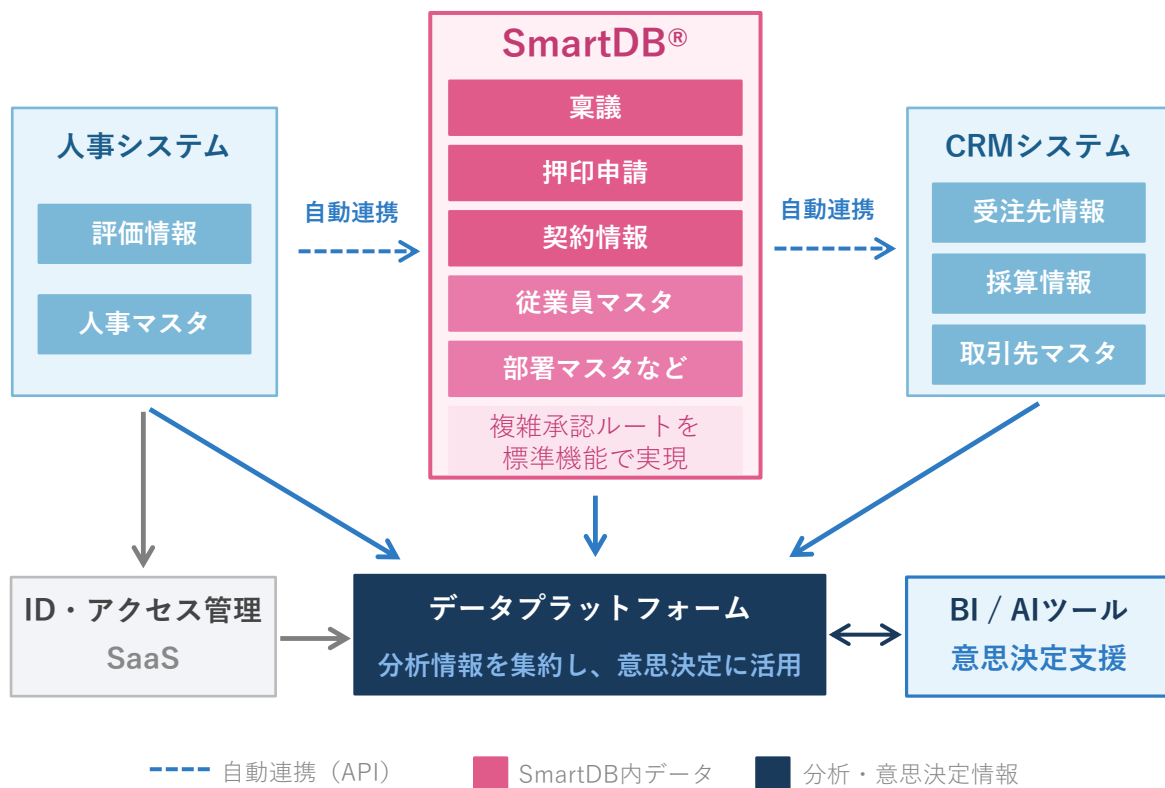 SmartDB®
稟議
押印申請
契約情報
従業員マスタ
部署マスタなど
複雑承認ルートを
標準機能で実現
人事システム
評価情報
人事マスタ
自動連携
自動連携
CRMシステム
受注先情報
採算情報
取引先マスタ
ID・アクセス管理
SaaS
データプラットフォーム
分析情報を集約し、意思決定に活用
BI / AIツール
意思決定支援
自動連携（API）
SmartDB内データ
分析・意思決定情報